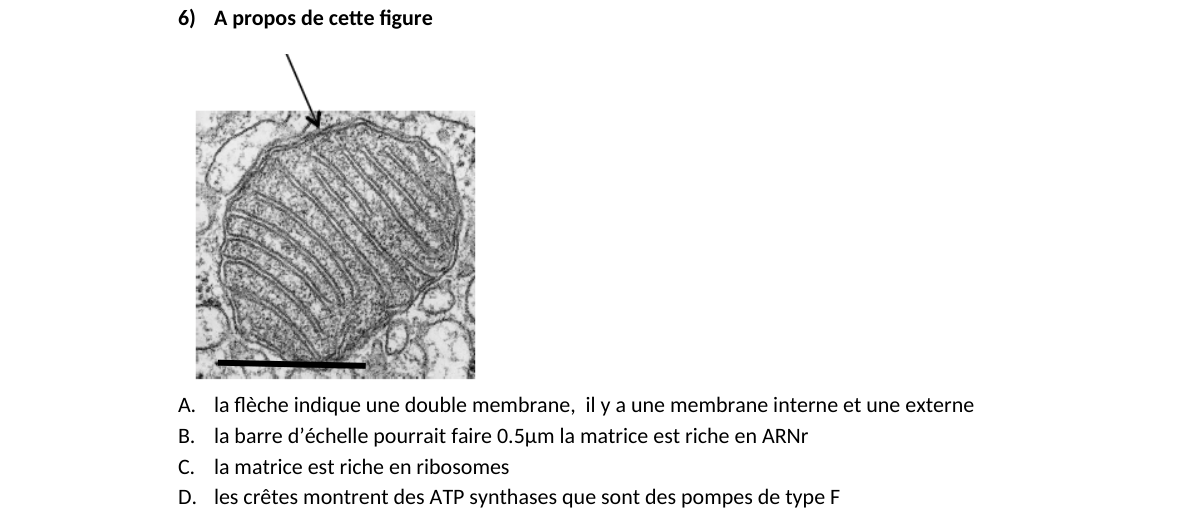 6) A propos de cette figure
A. la flèche indique une double membrane, il y a une membrane interne et une externe
B. la barre d’échelle pourrait faire 0.5µm la matrice est riche en ARNr
C. la matrice est riche en ribosomes
D. les crêtes montrent des ATP synthases que sont des pompes de type F